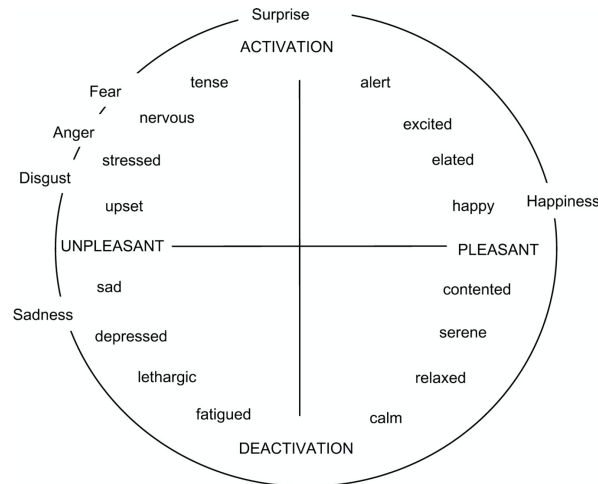 Surprise
ACTIVATION
tense
alert
Fear
nervous
excited
Anger
stressed
elated
Disgust
upset
happy
Happiness
UNPLEASANT
PLEASANT
sad
contented
Sadness
depressed
serene
lethargic
relaxed
fatigued
calm
DEACTIVATION